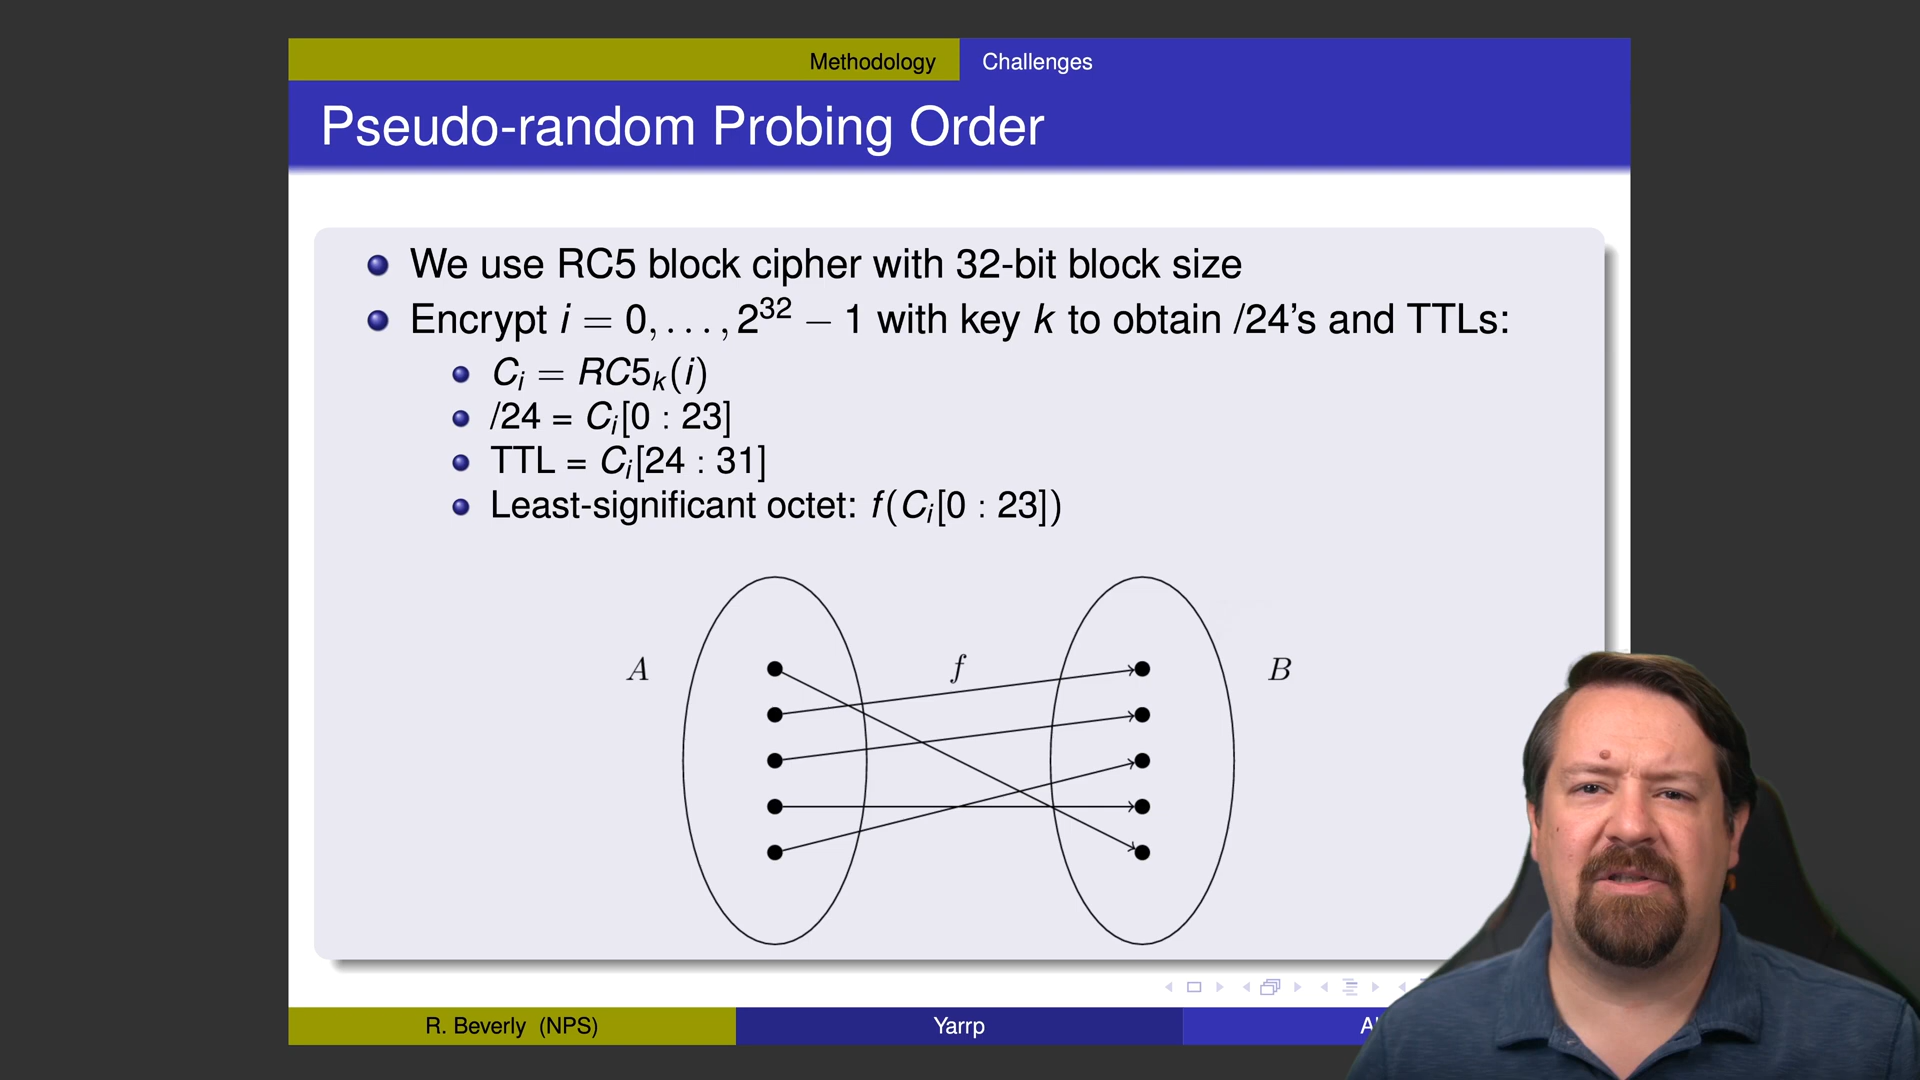 Methodology Challenges
Pseudo-random Probing Order
We use RC5 block cipher with 32-bit block size
Encrypt i = 0, . . . , 2^32 − 1 with key k to obtain /24's and TTLs:
C_i = RC5_k(i)
/24 = C_i[0 : 23]
TTL = C_i[24 : 31]
Least-significant octet: f(C_i[0 : 23])
A f B
R. Beverly (NPS) Yarrp